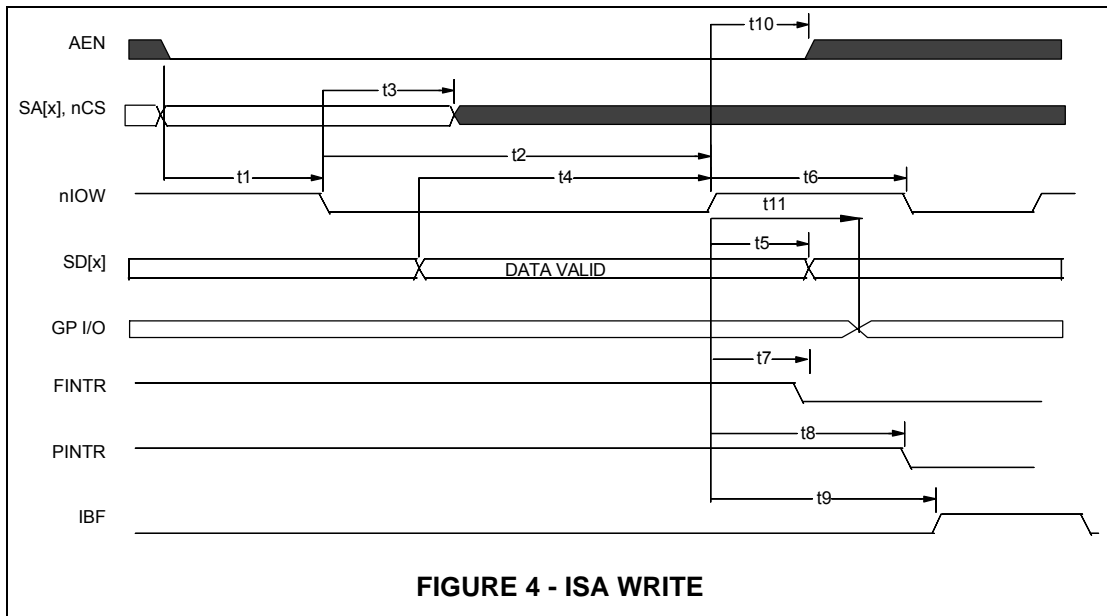 AEN
t10
SA[x], nCS
t3
t2
t1
t4
t6
nIOW
t11
t5
SD[x]
DATA VALID
GP I/O
t7
FINTR
t8
PINTR
t9
IBF
FIGURE 4 - ISA WRITE